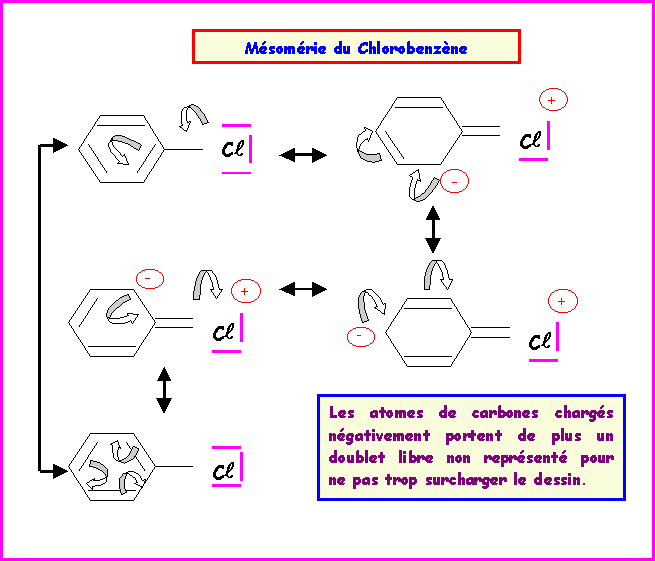 Mésomérie du Chlorobenzène
Cl
+
Cl
-
-
+
Cl
-
+
Cl
Les atomes de carbones chargés
négativement portent de plus un
doublet libre non représenté pour
ne pas trop surcharger le dessin.
Cl